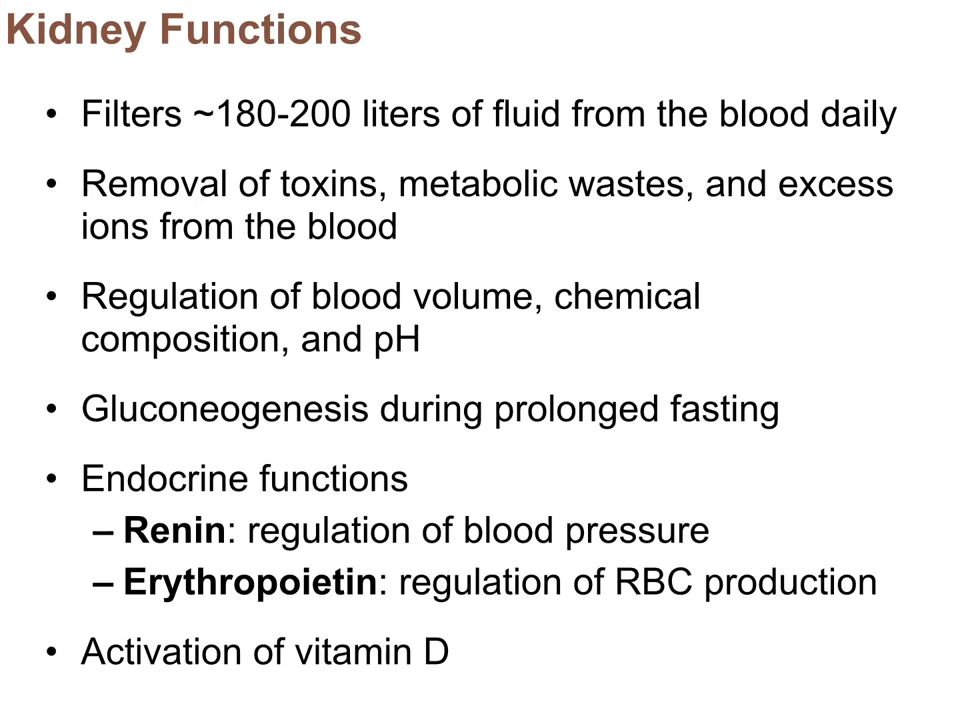 Kidney Functions
• Filters ~180-200 liters of fluid from the blood daily
• Removal of toxins, metabolic wastes, and excess
ions from the blood
• Regulation of blood volume, chemical
composition, and pH
• Gluconeogenesis during prolonged fasting
• Endocrine functions
– Renin: regulation of blood pressure
– Erythropoietin: regulation of RBC production
• Activation of vitamin D